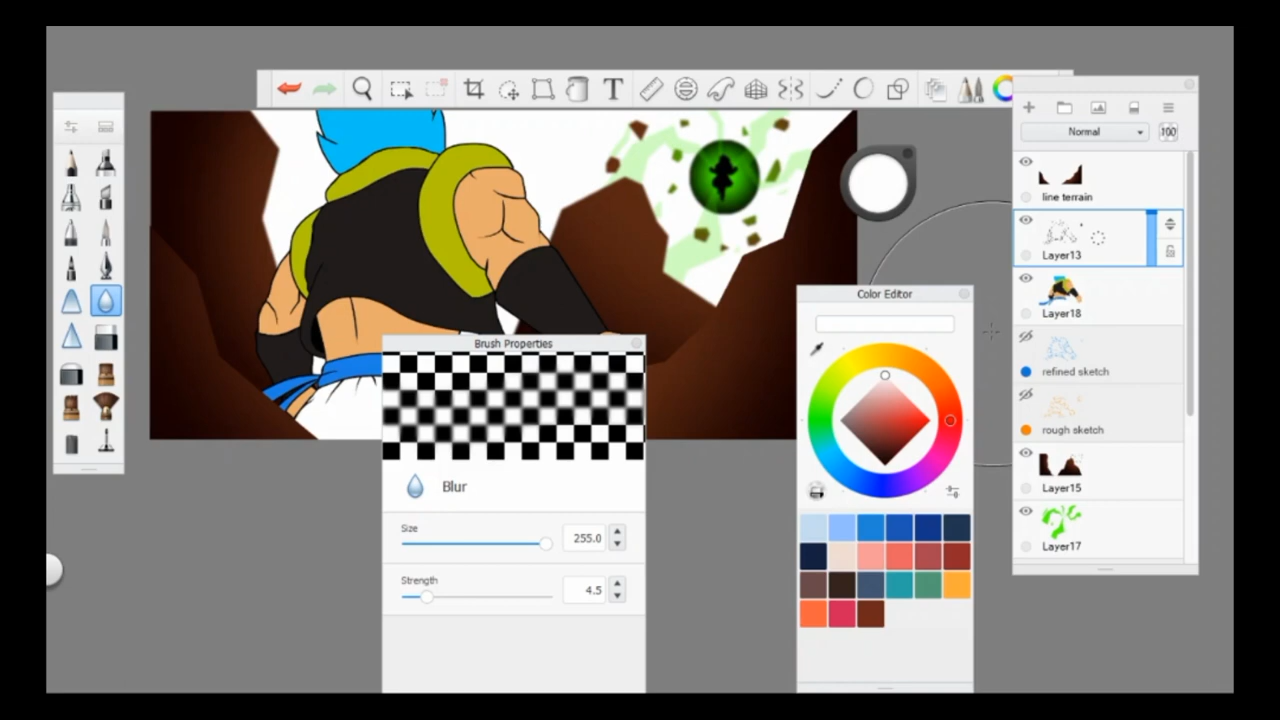 T
Normal
100
line terrain
Layer13
Layer18
refined sketch
rough sketch
Layer15
Layer17
Color Editor
Brush Properties
Blur
Size
255.0
Strength
4.5